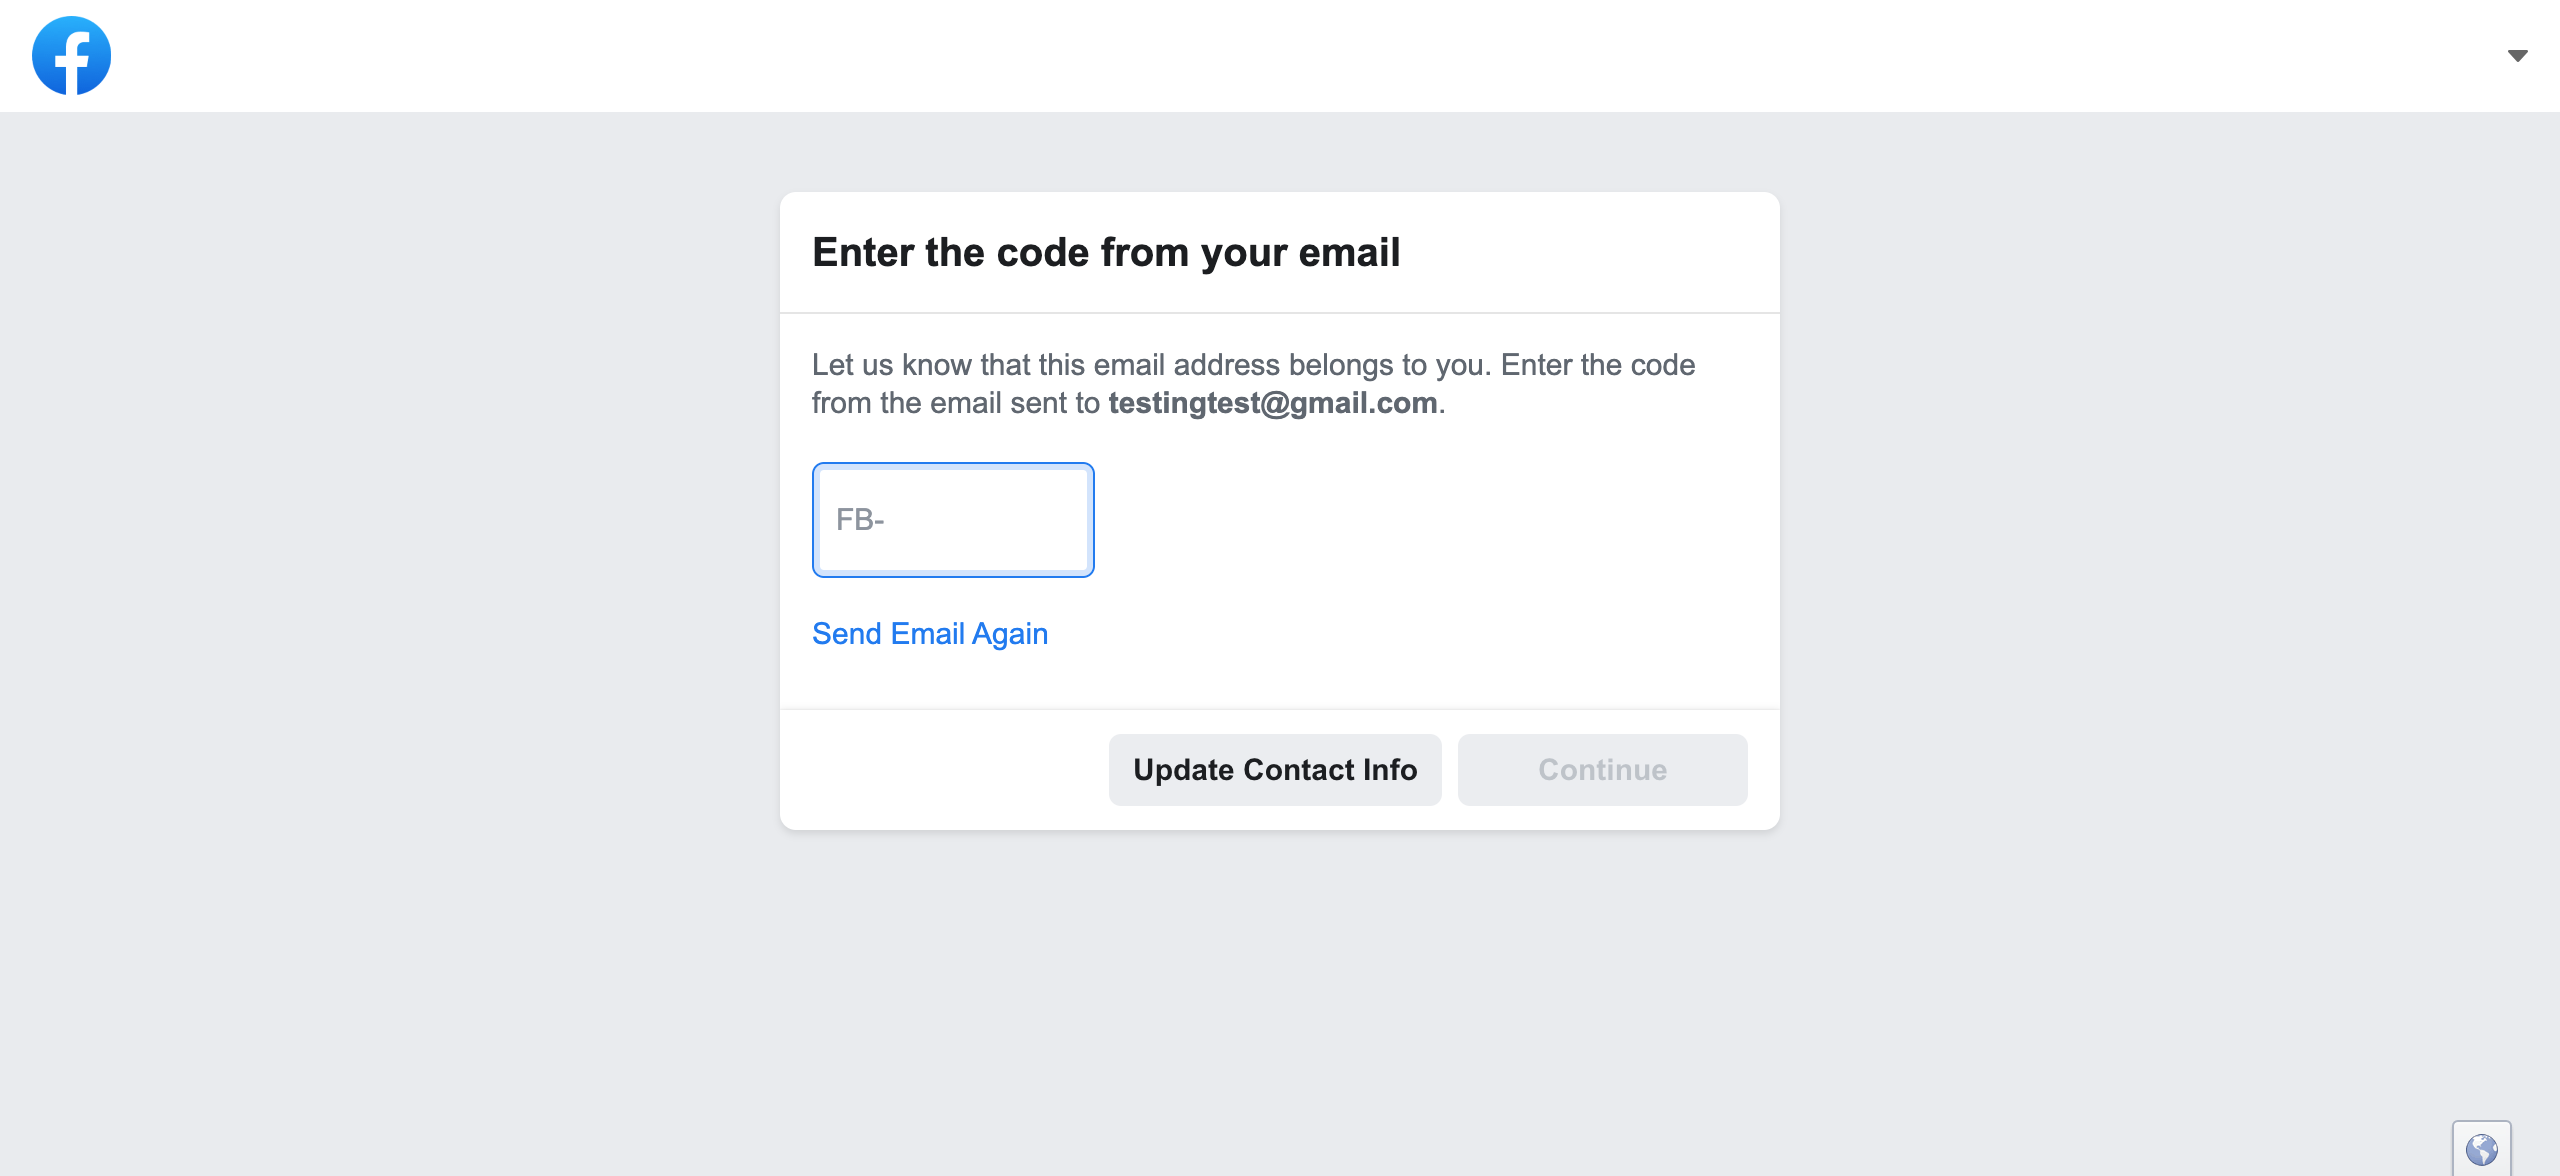 Enter the code from your email
Let us know that this email address belongs to you. Enter the code
from the email sent to testingtest@gmail.com.
FB-
Send Email Again
Update Contact Info
Continue